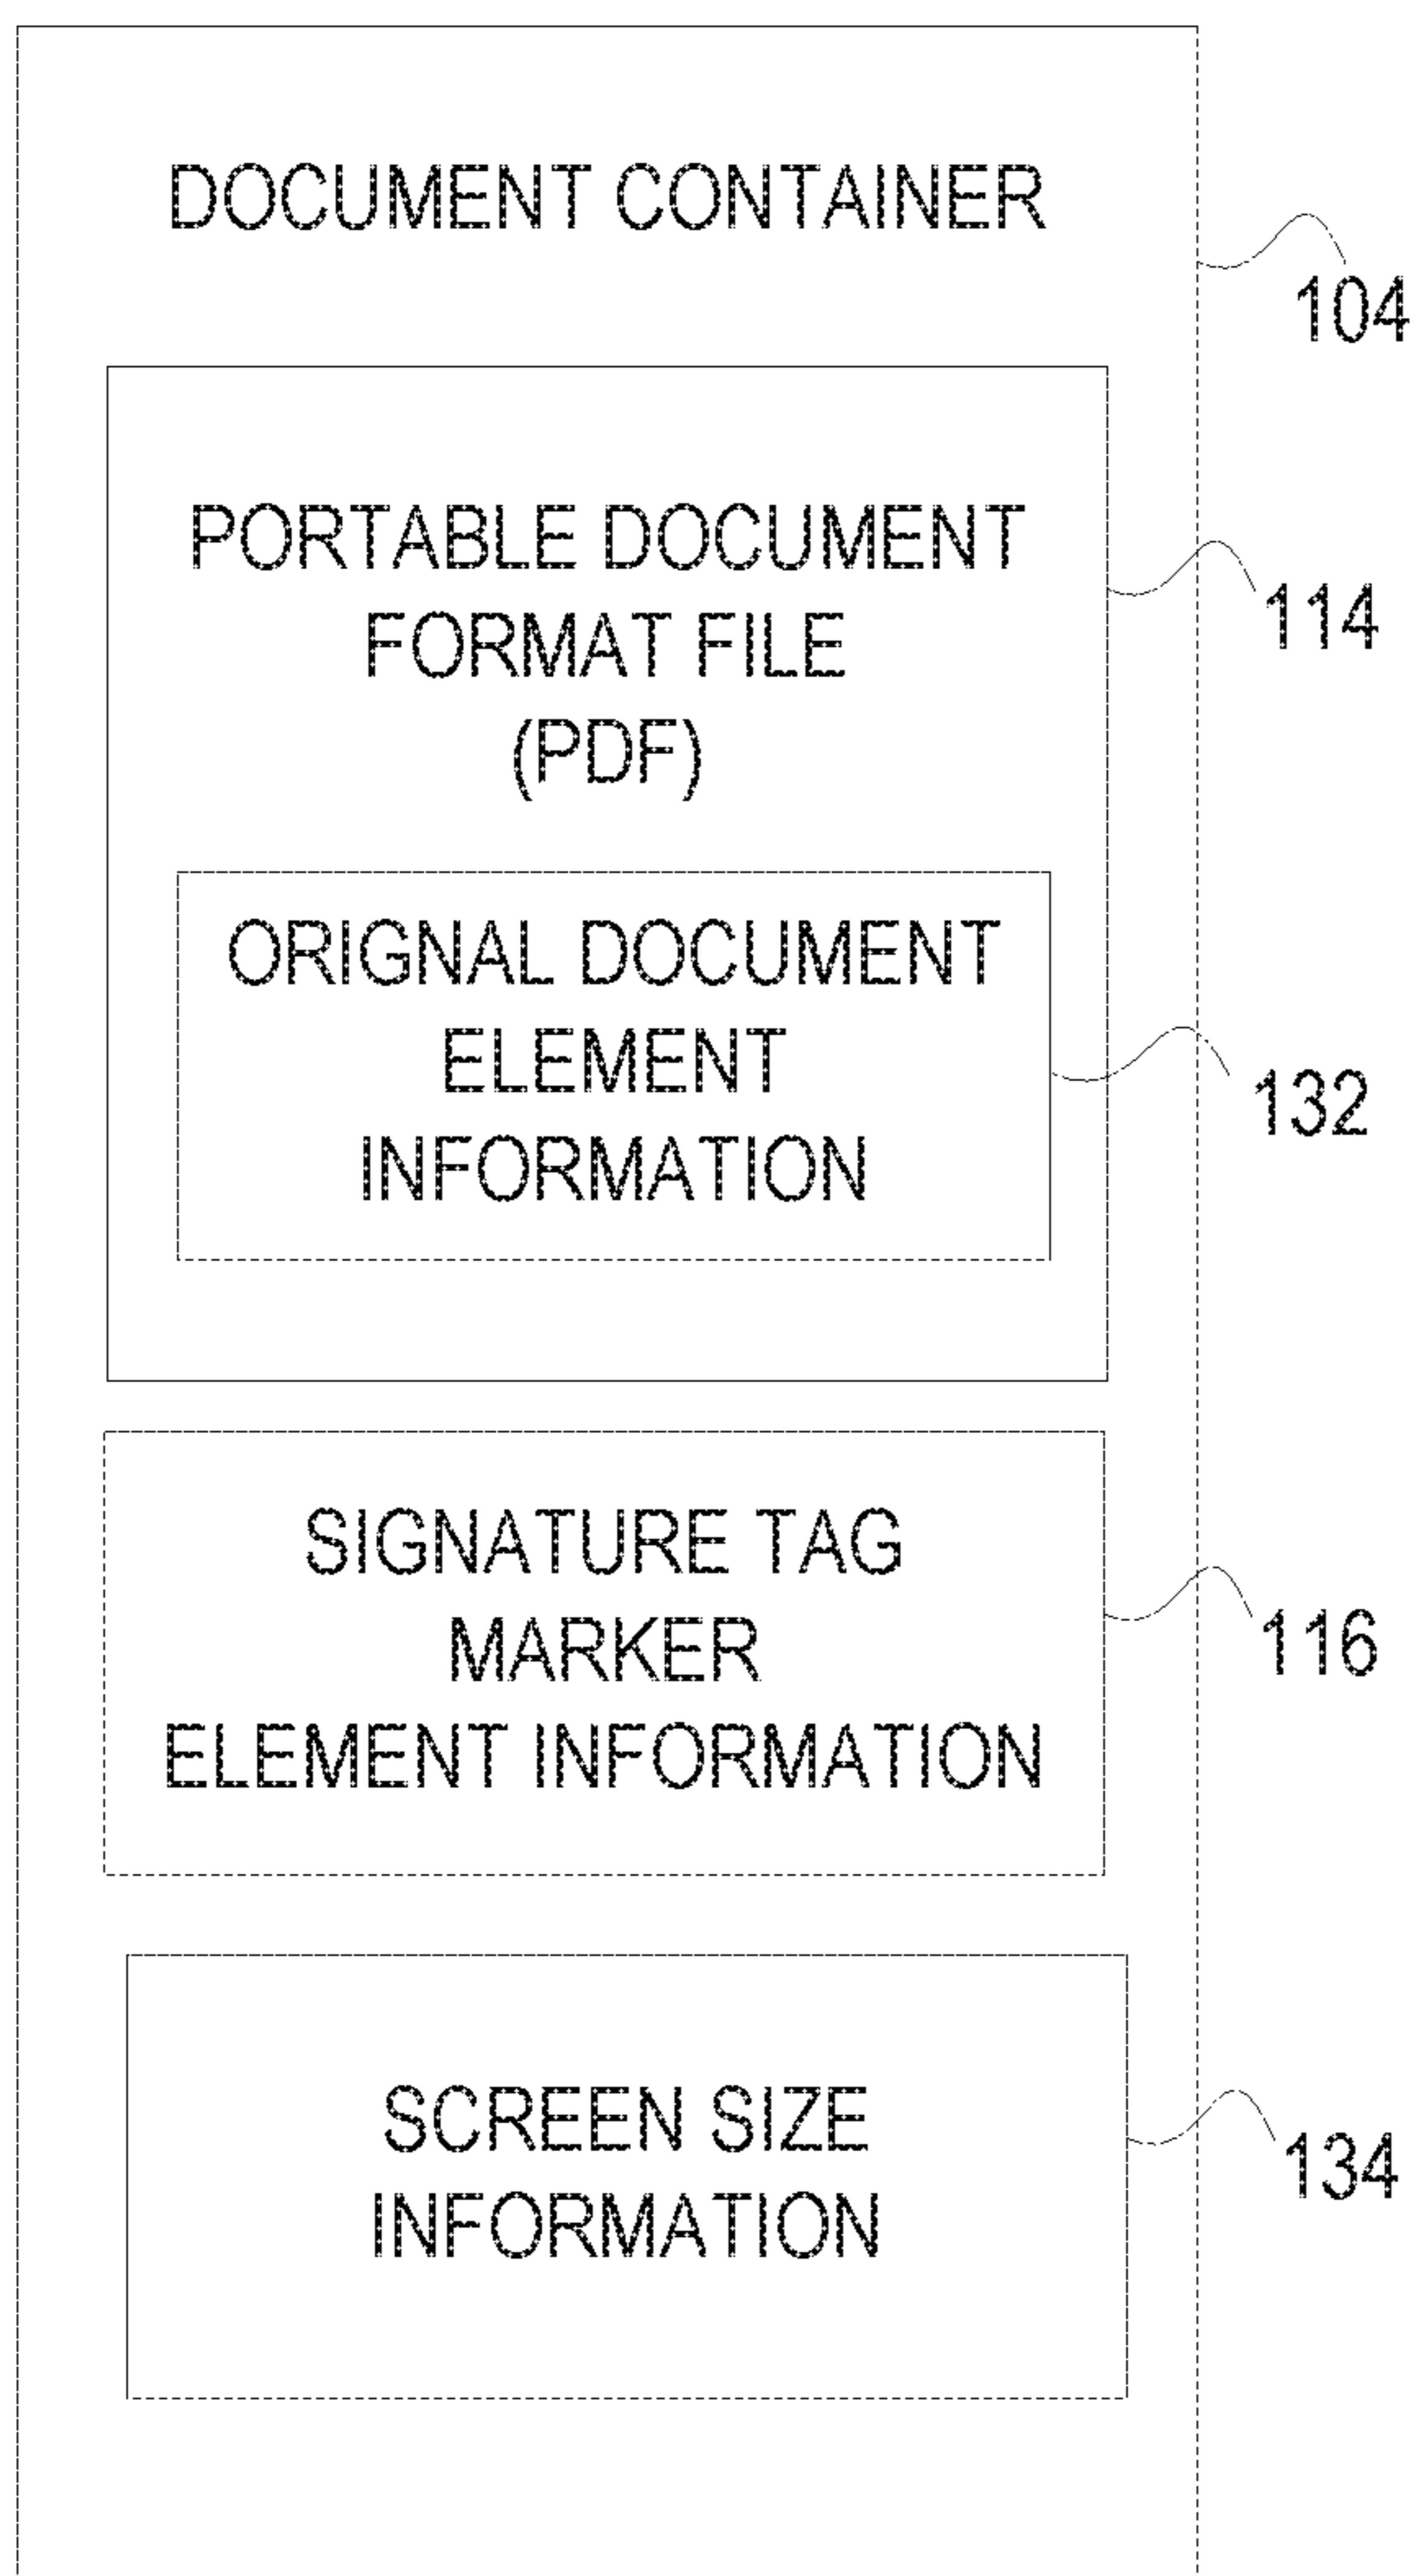 DOCUMENT CONTAINER
104
PORTABLE DOCUMENT
FORMAT FILE
(PDF)
114
ORIGNAL DOCUMENT
ELEMENT
INFORMATION
132
SIGNATURE TAG
MARKER
ELEMENT INFORMATION
116
SCREEN SIZE
INFORMATION
134